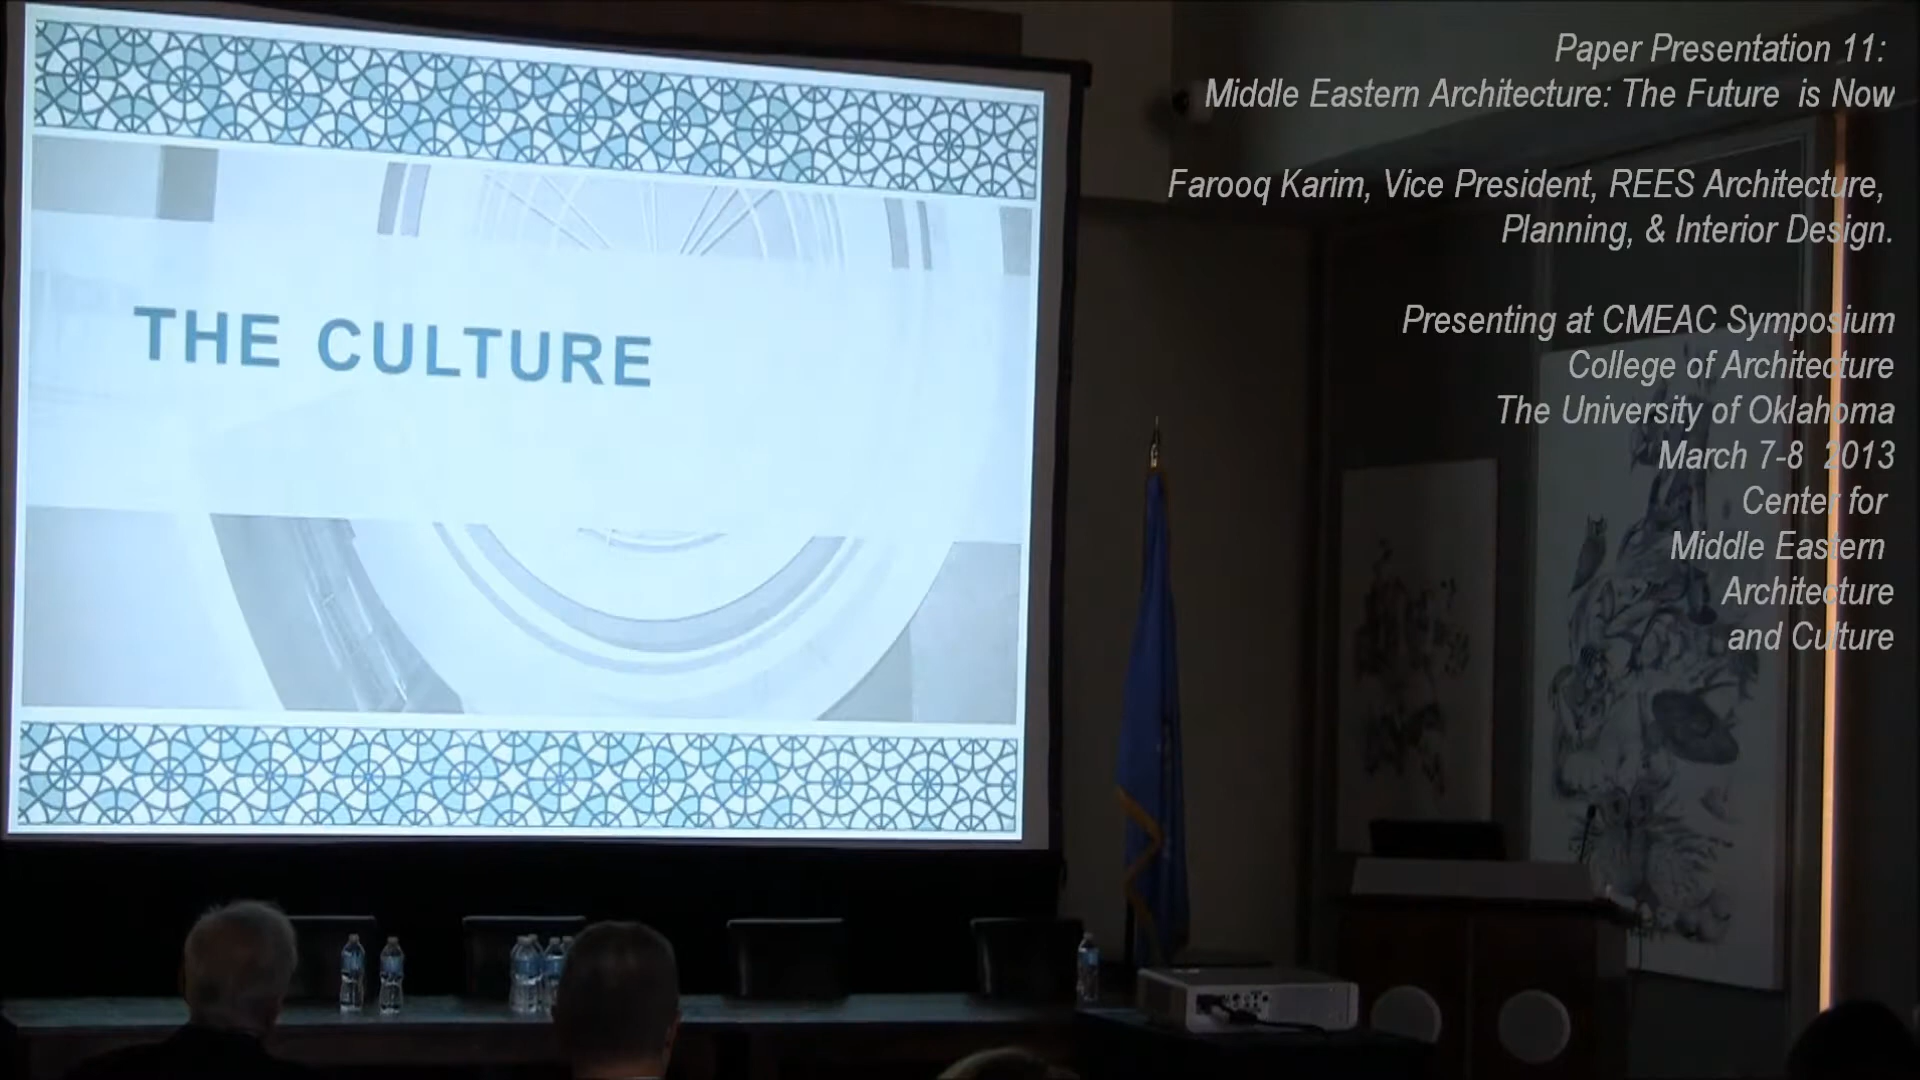 THE CULTURE
Paper Presentation 11:
Middle Eastern Architecture: The Future is Now
Farooq Karim, Vice President, REES Architecture,
Planning, & Interior Design.
Presenting at CMEAC Symposium
College of Architecture
The University of Oklahoma
March 7-8 2013
Center for
Middle Eastern
Architecture
and Culture